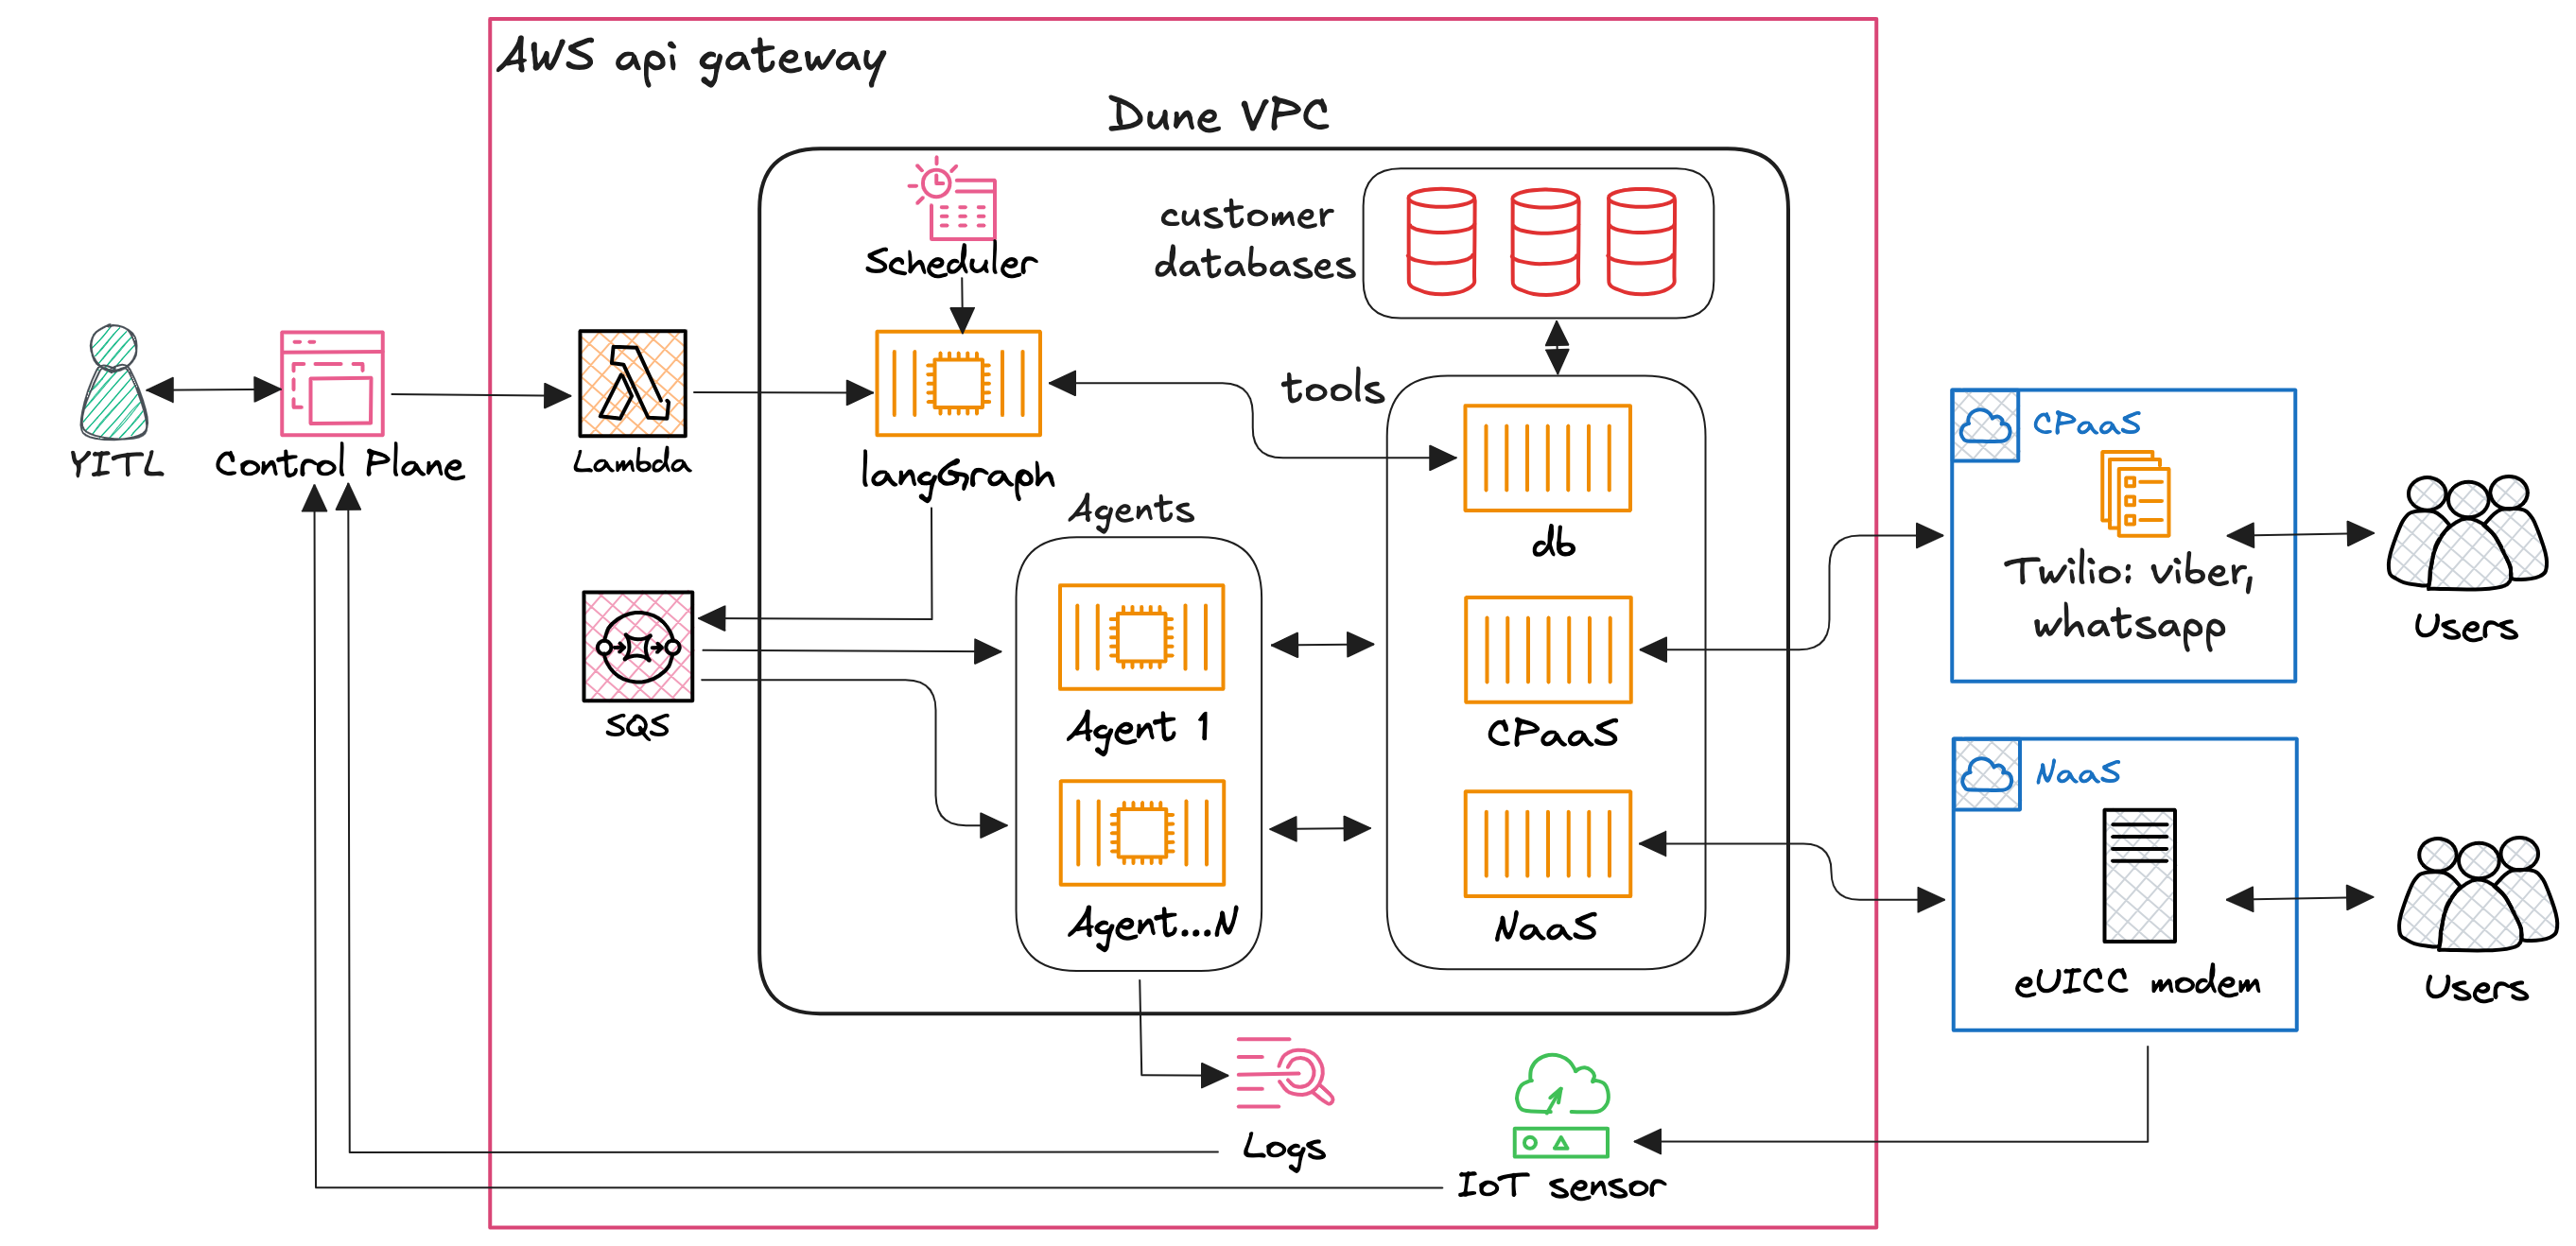 AWS api gateway
Dune VPC
Scheduler
customer
databases
YITL
Control Plane
Lambda
langGraph
tools
db
Agents
SQS
Agent 1
Agent...N
CPaaS
NaaS
CPaaS
Twilio: viber,
whatsapp
Users
NaaS
eUICC modem
Users
Logs
IoT sensor